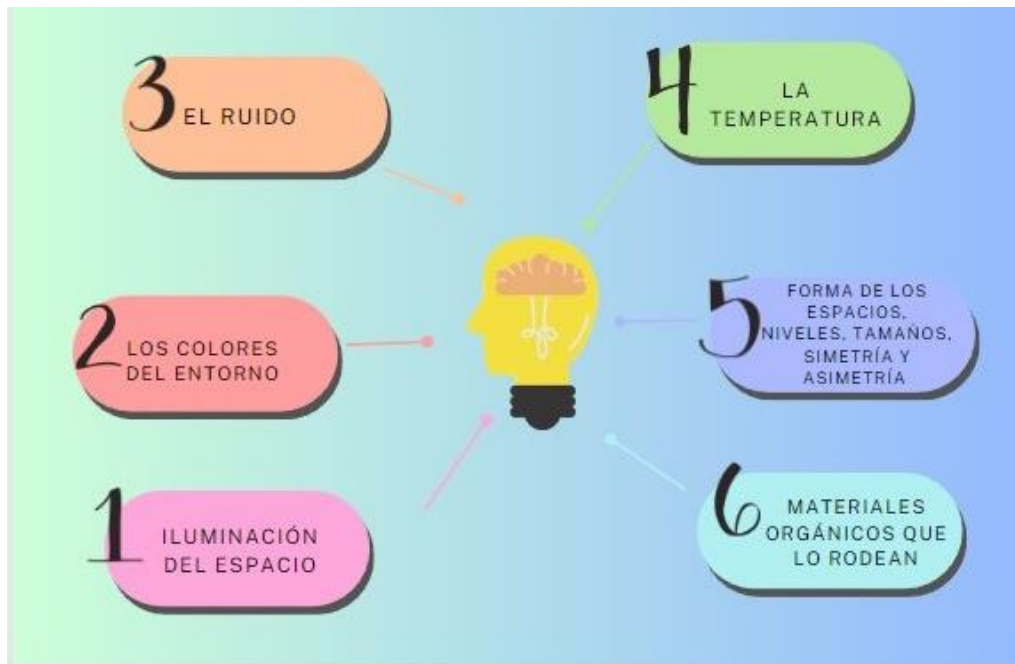 3
EL RUIDO
4
LA
TEMPERATURA
2
LOS COLORES
DEL ENTORNO
5
FORMA DE LOS
ESPACIOS,
NIVELES, TAMAÑOS,
SIMETRÍA Y
ASIMETRÍA
1
ILUMINACIÓN
DEL ESPACIO
6
MATERIALES
ORGÁNICOS QUE
LO RODEAN